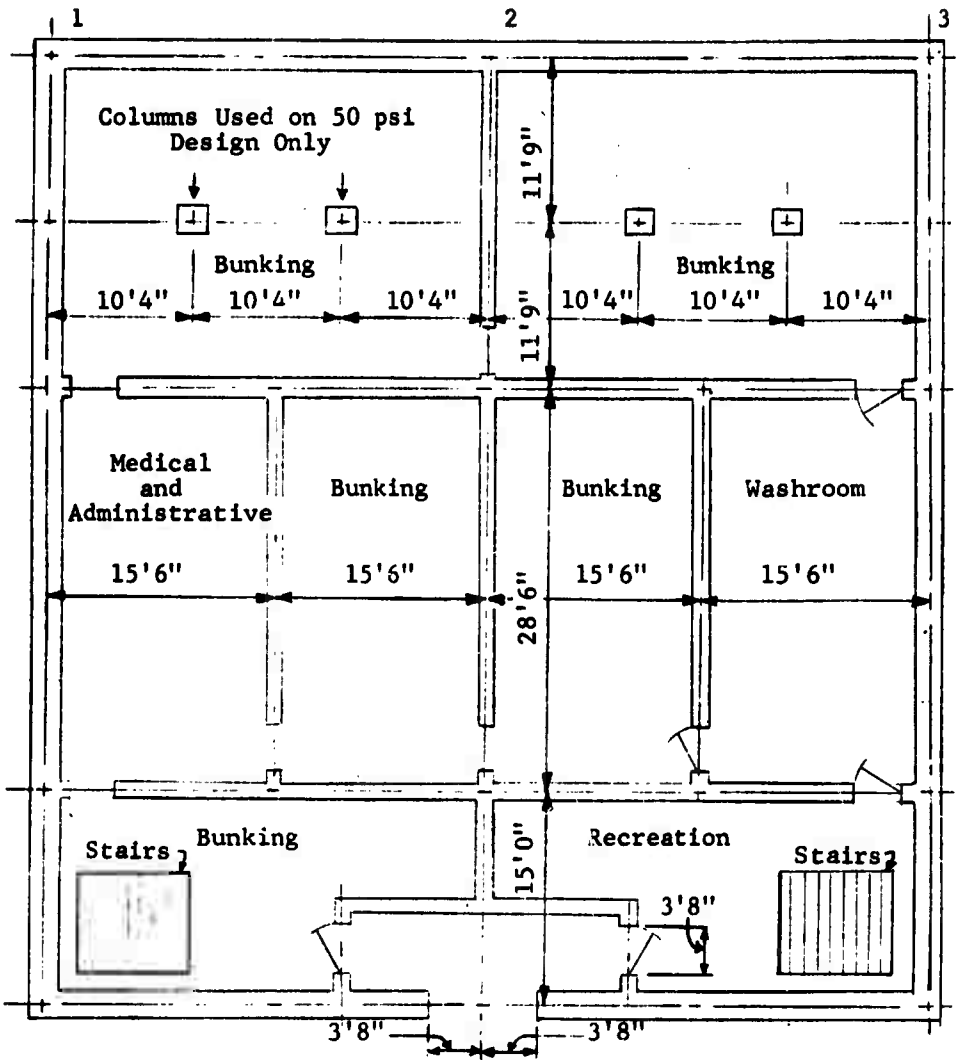 1 2 3
Columns Used on 50 psi
Design Only
11'9"
Bunking Bunking
10'4" 10'4" 10'4" 10'4" 10'4" 10'4"
11'9"
Medical
and
Administrative
Bunking
Bunking
Washroom
15'6" 15'6" 15'6" 15'6"
28'6"
Bunking
Recreation
Stairs
Stairs
15'0"
3'8"
3'8" 3'8"